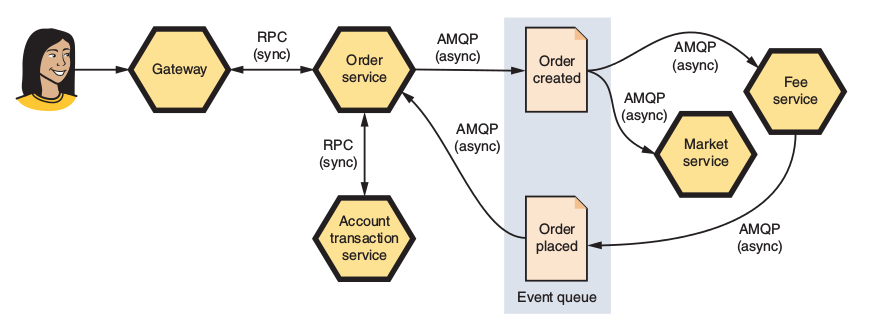 Gateway
RPC
(sync)
Order
service
AMQP
(async)
Order
created
AMQP
(async)
Fee
service
AMQP
(async)
Market
service
RPC
(sync)
AMQP
(async)
Account
transaction
service
Order
placed
AMQP
(async)
Event queue